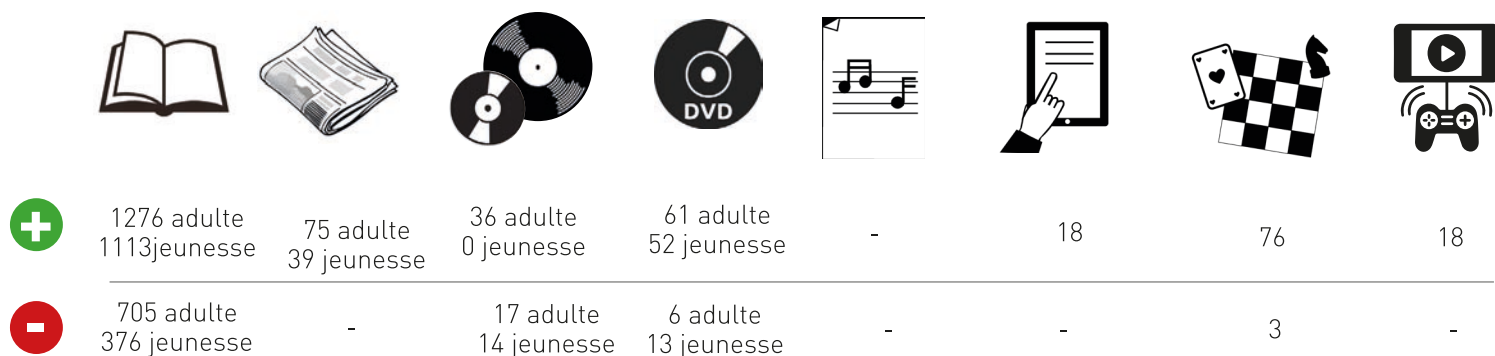 DVD
1276 adulte
1113jeunesse
75 adulte
39 jeunesse
36 adulte
0 jeunesse
61 adulte
52 jeunesse
-
18
76
18
705 adulte
376 jeunesse
-
17 adulte
14 jeunesse
6 adulte
13 jeunesse
-
-
3
-